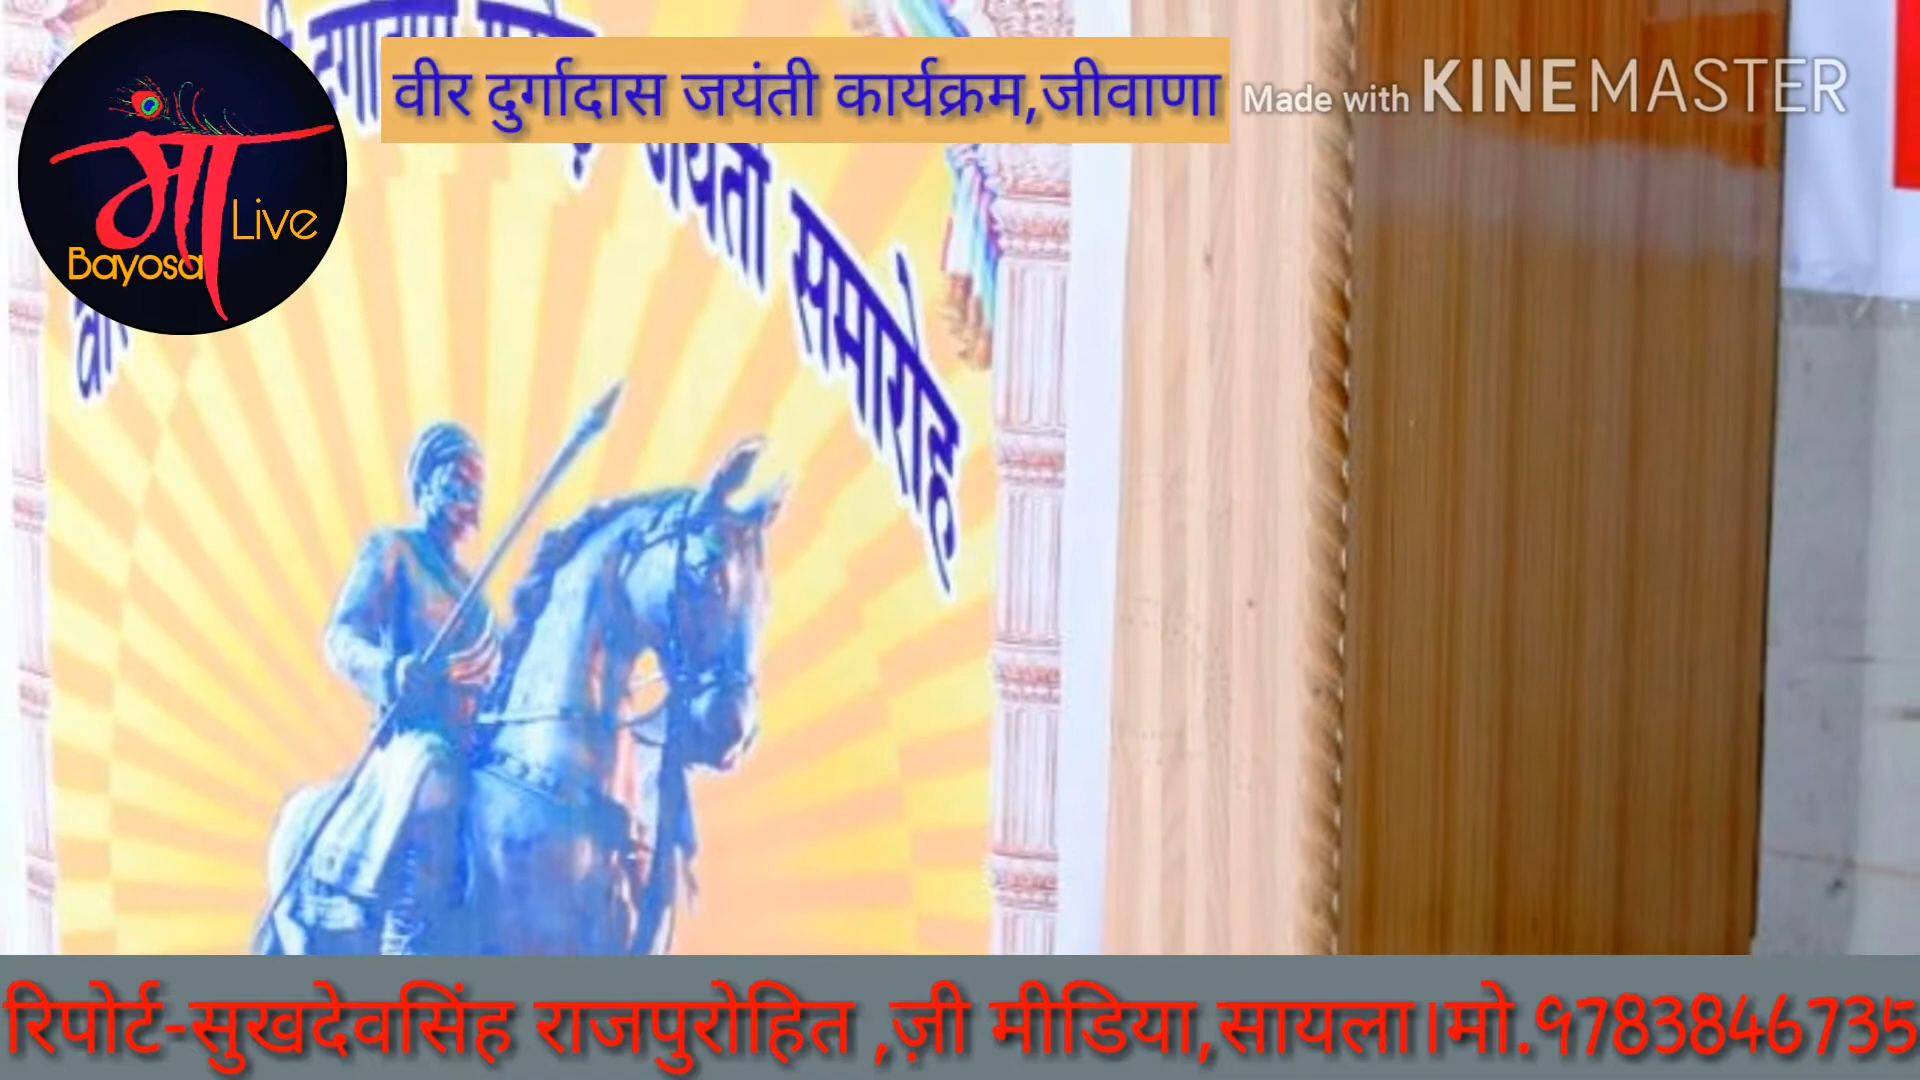 वीर दुर्गादास जयंती कार्यक्रम,जीवाणा
Made with KINEMASTER
माँ
Live
Bayosa
जयंती समारोह
रिपोर्ट-सुखदेवसिंह राजपुरोहित ,ज़ी मीडिया,सायला।मो.9783846735